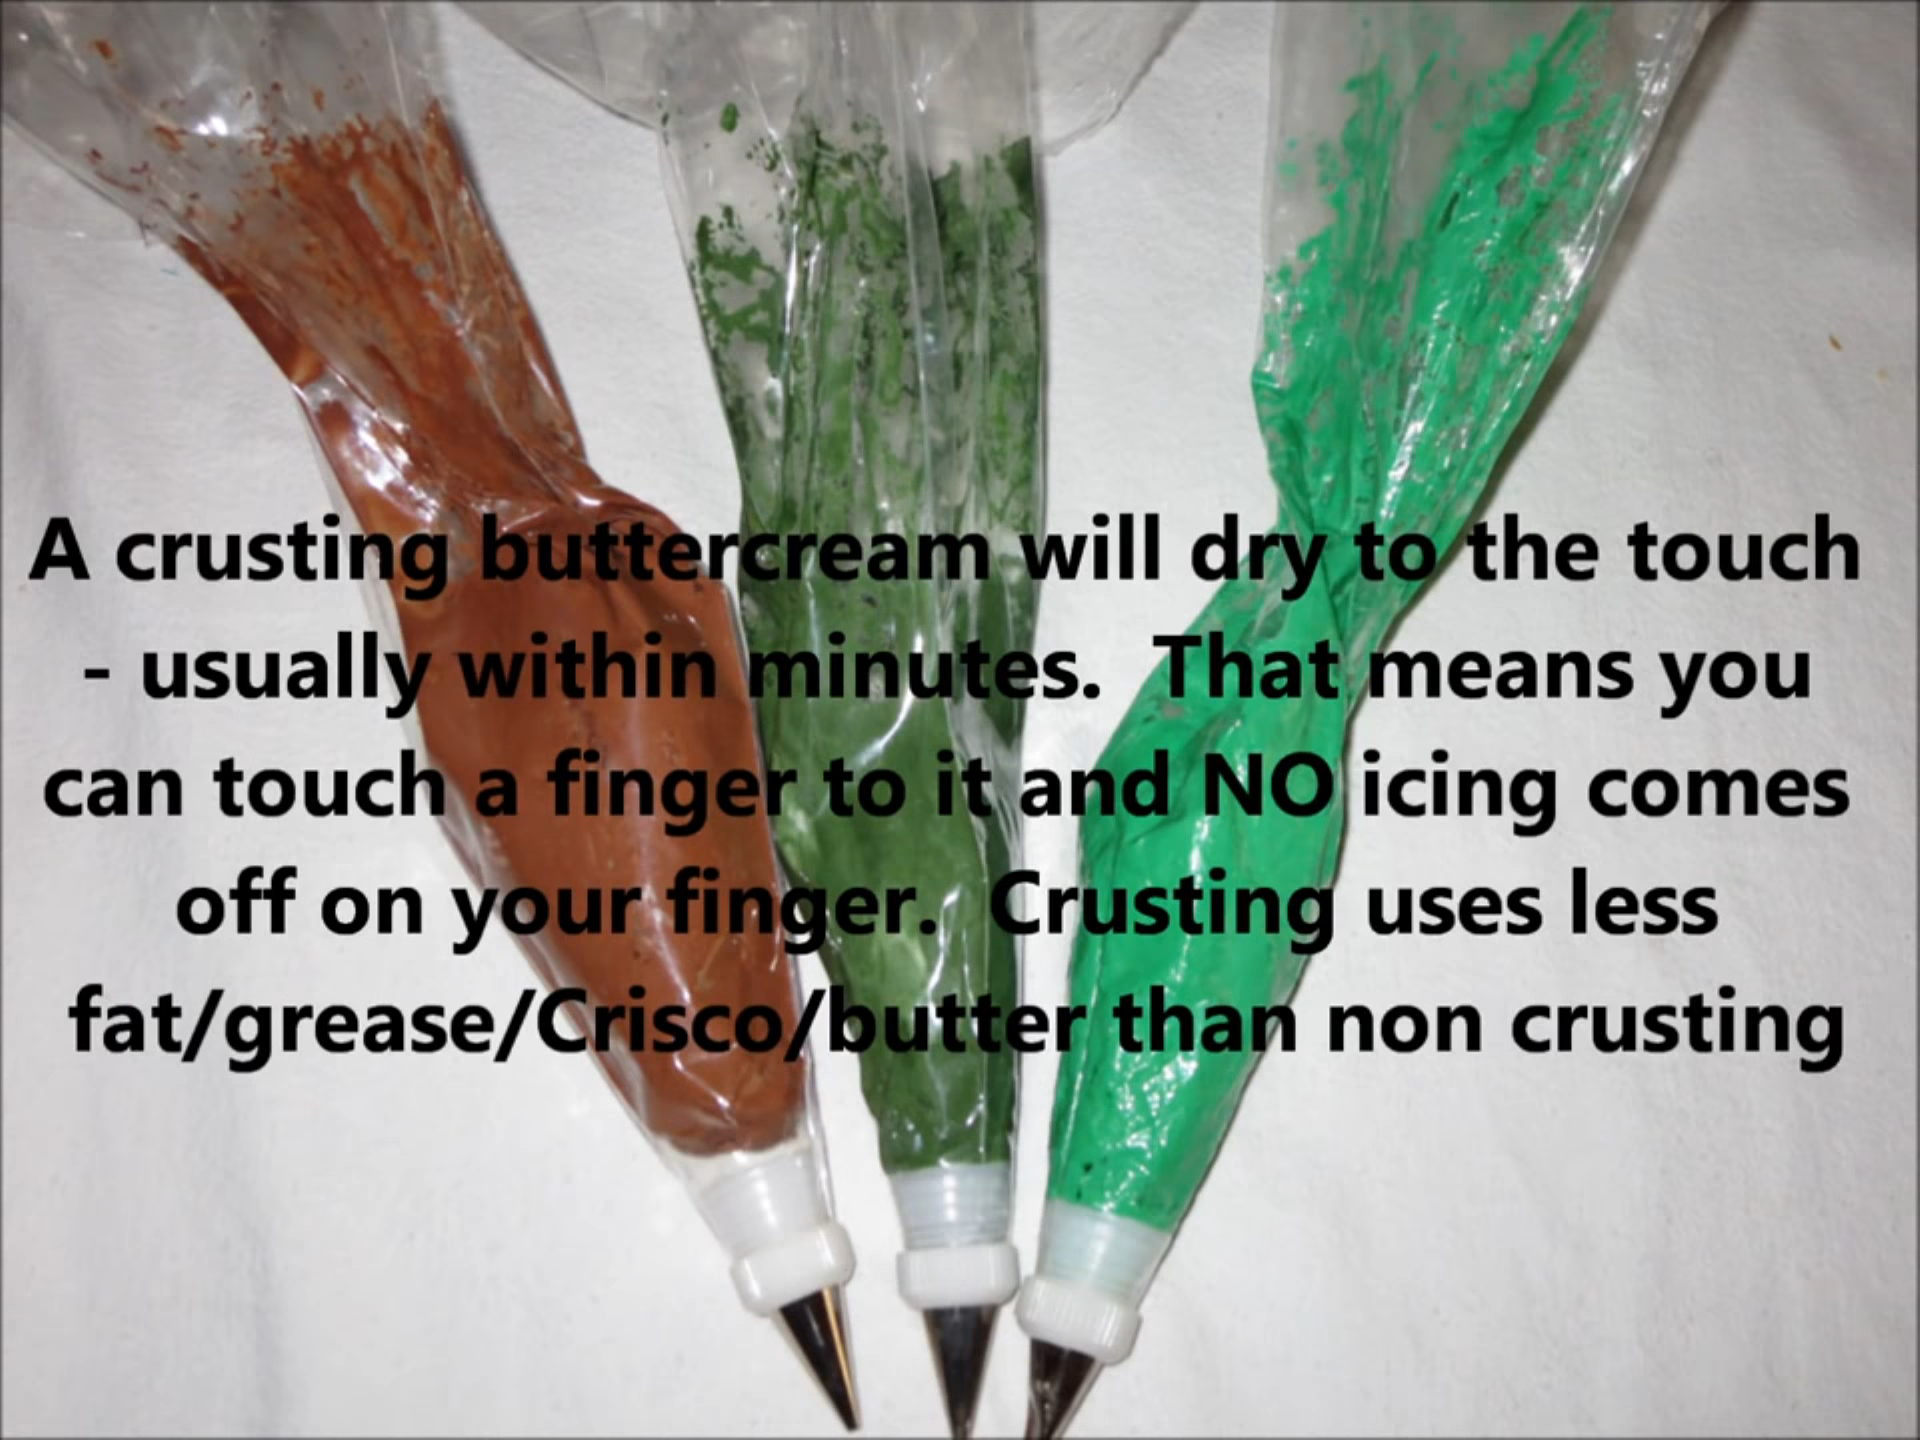 A crusting buttercream will dry to the touch
- usually within minutes.  That means you
can touch a finger to it and NO icing comes
off on your finger.  Crusting uses less
fat/grease/Crisco/butter than non crusting